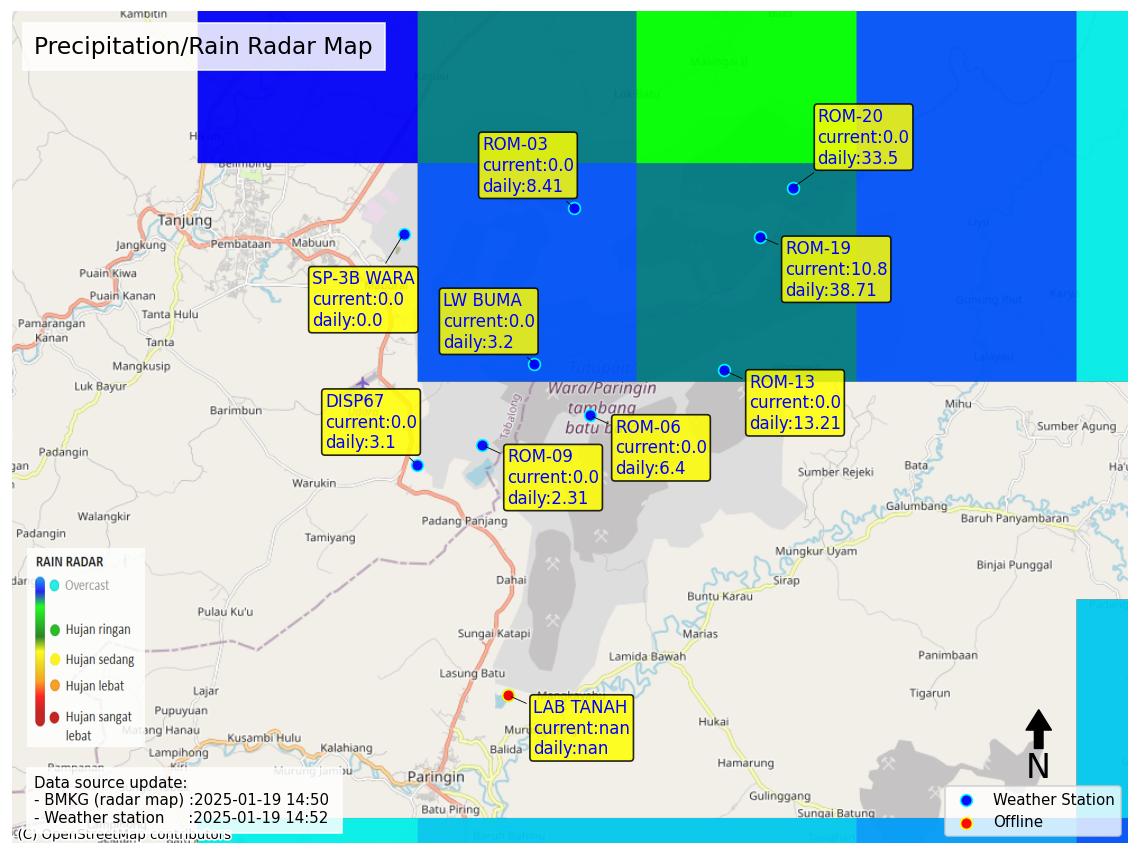 Kambitin
Precipitation/Rain Radar Map
Belimbing
Tanjung
Jangkung
Pembataan
Mabuun
Puain Kiwa
Puain Kanan
Tanta Hulu
Pamarangan
Kanan
Tanta
Mangkusip
Luk Bayur
Barimbun
Warukin
Walangkir
Padangin
Tamiyang
Padang Panjang
Dahai
Pulau Ku'u
Sungai Katapi
Lasung Batu
Lajar
Pupuyuan
Matang Hanau
Kusambi Hulu
Lampihong
Kalahiang
Murung Jambu
Paringin
Batu Piring
Balida
ROM-03
current:0.0
daily:8.41
ROM-20
current:0.0
daily:33.5
ROM-19
current:10.8
daily:38.71
SP-3B WARA
current:0.0
daily:0.0
LW BUMA
current:0.0
daily:3.2
Wara/Paringin
tambang
batu b
Tabalong
ROM-13
current:0.0
daily:13.21
DISP67
current:0.0
daily:3.1
ROM-06
current:0.0
daily:6.4
ROM-09
current:0.0
daily:2.31
LAB TANAH
current:nan
daily:nan
Mihu
Sumber Agung
Sumber Rejeki
Bata
Galumbang
Baruh Panyambaran
Mungkur Uyam
Binjai Punggal
Sirap
Buntu Karau
Marias
Lamida Bawah
Panimbaan
Tigarun
Hukai
Hamarung
Gulinggang
Sungai Batung
RAIN RADAR
Overcast
Hujan ringan
Hujan sedang
Hujan lebat
Hujan sangat
lebat
Data source update:
- BMKG (radar map) :2025-01-19 14:50
- Weather station :2025-01-19 14:52
(C) OpenStreetMap contributors
N
Weather Station
Offline